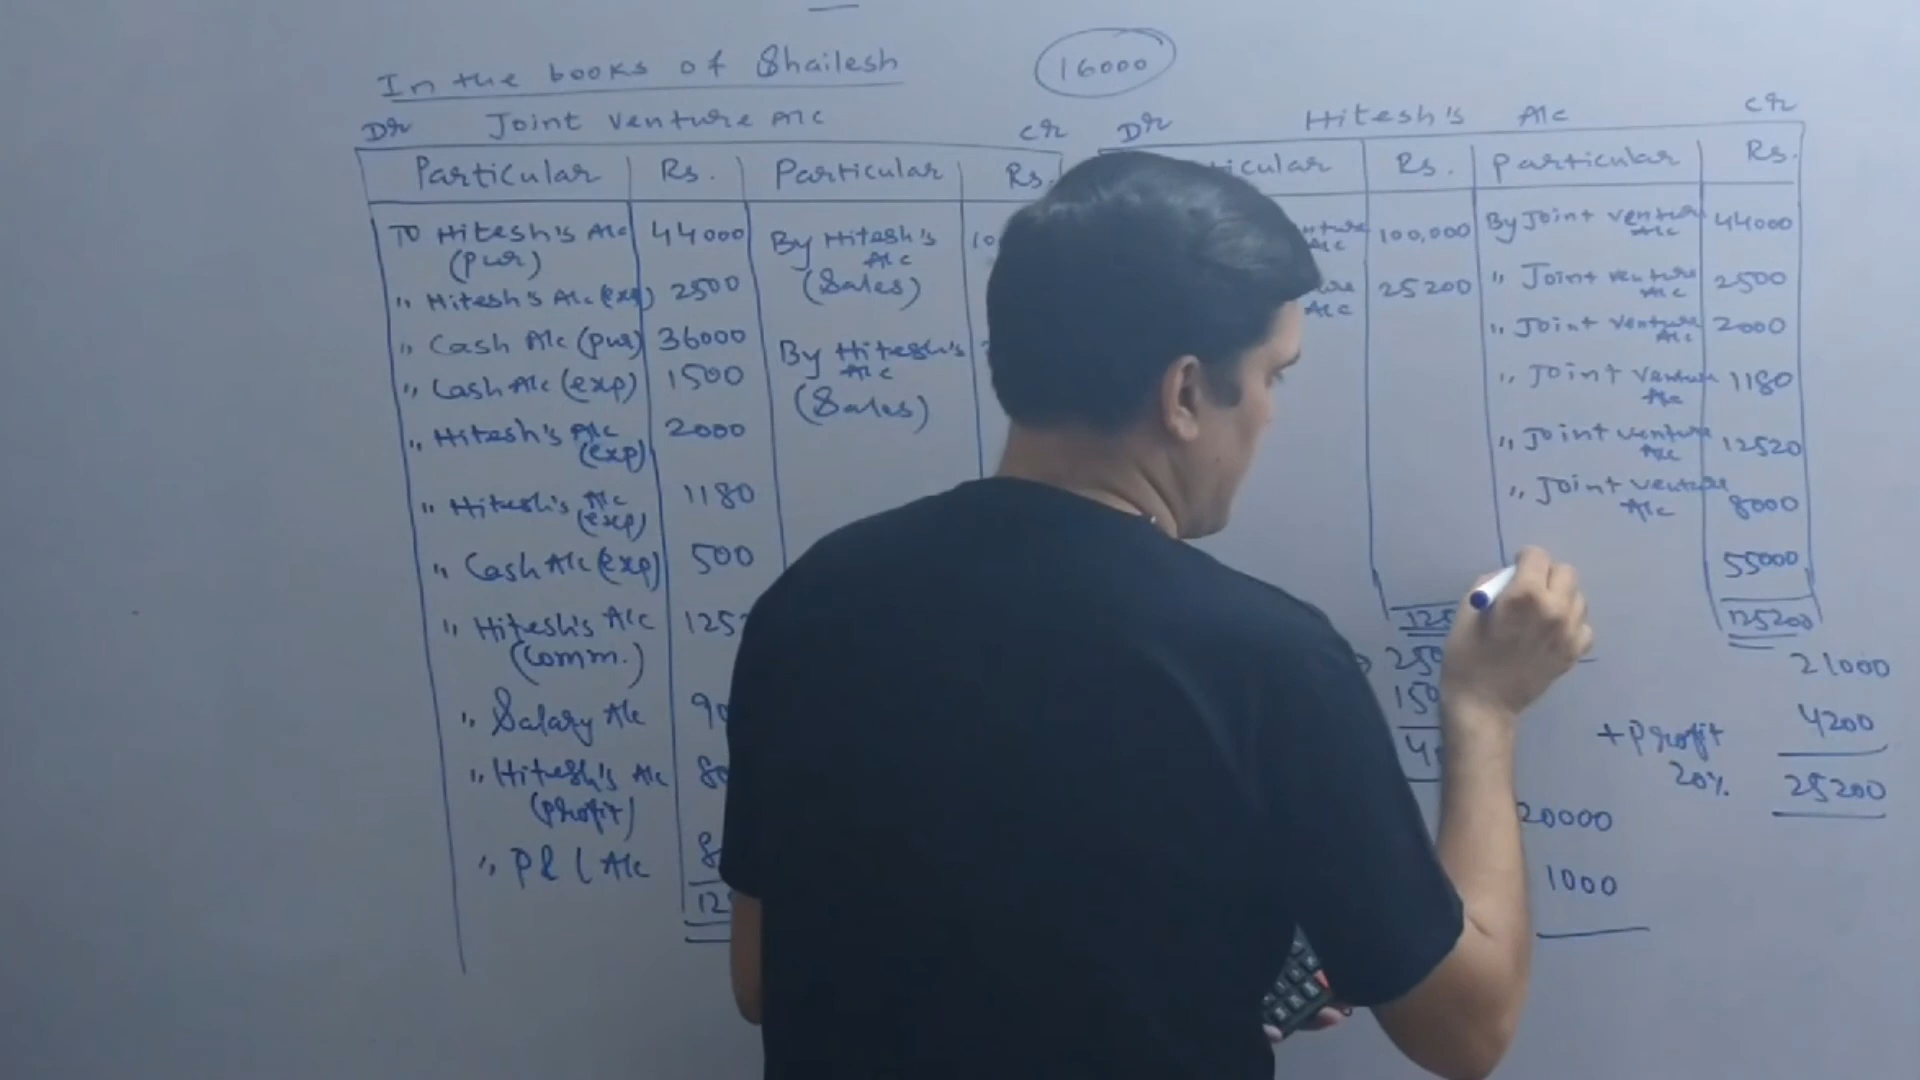 In the books of Shailesh
16000
Dr Joint Venture A/c Cr
Particular Rs. Particular Rs.
To Hitesh's A/c 44000 By Hitesh's A/c
(pur) (Sales)
" Hitesh's A/c (exp) 2500
" Cash A/c (pur) 36000 By Hitesh's A/c
" Cash A/c (exp) 1500 (Sales)
" Hitesh's A/c (exp) 2000
" Hitesh's A/c (exp) 1180
" Cash A/c (exp) 500
" Hitesh's A/c
(Comm.)
" Salary A/c
" Hitesh's A/c
(profit)
" P & L A/c
Dr Hitesh's A/c Cr
Rs. Particular Rs.
100,000 By Joint Venture A/c 44000
A/c 25200 " Joint venture A/c 2500
" Joint venture A/c 2000
" Joint venture A/c 1180
" Joint venture A/c 12520
" Joint venture A/c 8000
55000
125200
21000
+ Profit 4200
20% 25200
20000
1000